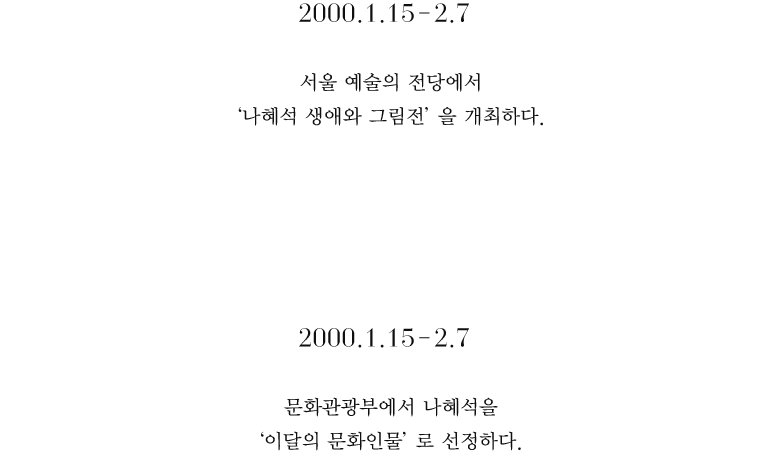 2000.1.15-2.7
서울 예술의 전당에서
‘나혜석 생애와 그림전’ 을 개최하다.
2000.1.15-2.7
문화관광부에서 나혜석을
‘이달의 문화인물’ 로 선정하다.